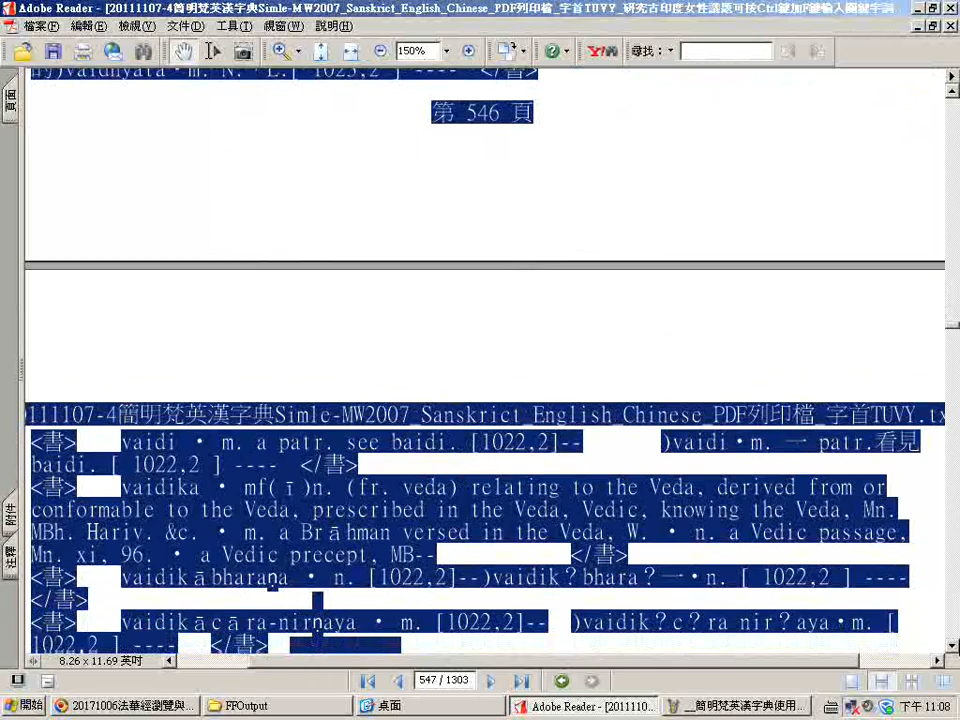 Adobe Reader - [20111107-4簡明梵英漢字典Simle-MW2007_Sanskrict_English_Chinese_PDF列印檔_字首TUVY_研究古印度女性議題可按Ctrl鍵加F鍵輸入關鍵字詞
檔案(F) 編輯(E) 檢視(V) 文件(D) 工具(T) 視窗(W) 說明(H)
150% 尋找：
頁面
vaidhyata・m. N.
第 546 頁
0111107-4簡明梵英漢字典Simle-MW2007_Sanskrict_English_Chinese_PDF列印檔_字首TUVY.tx
<書> vaidi ・ m. a patr. see baidi. [1022,2]-- )vaidi・m. 一 patr.看見
baidi. [ 1022,2 ] ---- </書>
<書> vaidika ・ mf(ī)n. (fr. veda) relating to the Veda, derived from or
conformable to the Veda, prescribed in the Veda, Vedic, knowing the Veda, Mn.
MBh. Hariv. &c. ・ m. a Brāhman versed in the Veda, W. ・ n. a Vedic passage,
Mn. xi, 96. ・ a Vedic precept, MB-- </書>
<書> vaidikābharaṇa ・ n. [1022,2]--)vaidik?bhara?一・n. [ 1022,2 ] ----
</書>
<書> vaidikācāra-nirṇaya ・ m. [1022,2]-- )vaidik?c?ra nir?aya・m. [
1022,2 ] ---- </書>
附件
注釋
8.26 x 11.69 英吋
547 / 1303
開始 20171006法華經瀏覽與... FFOutput 桌面 Adobe Reader - [2011110... __簡明梵字典使用... 下午 11:08